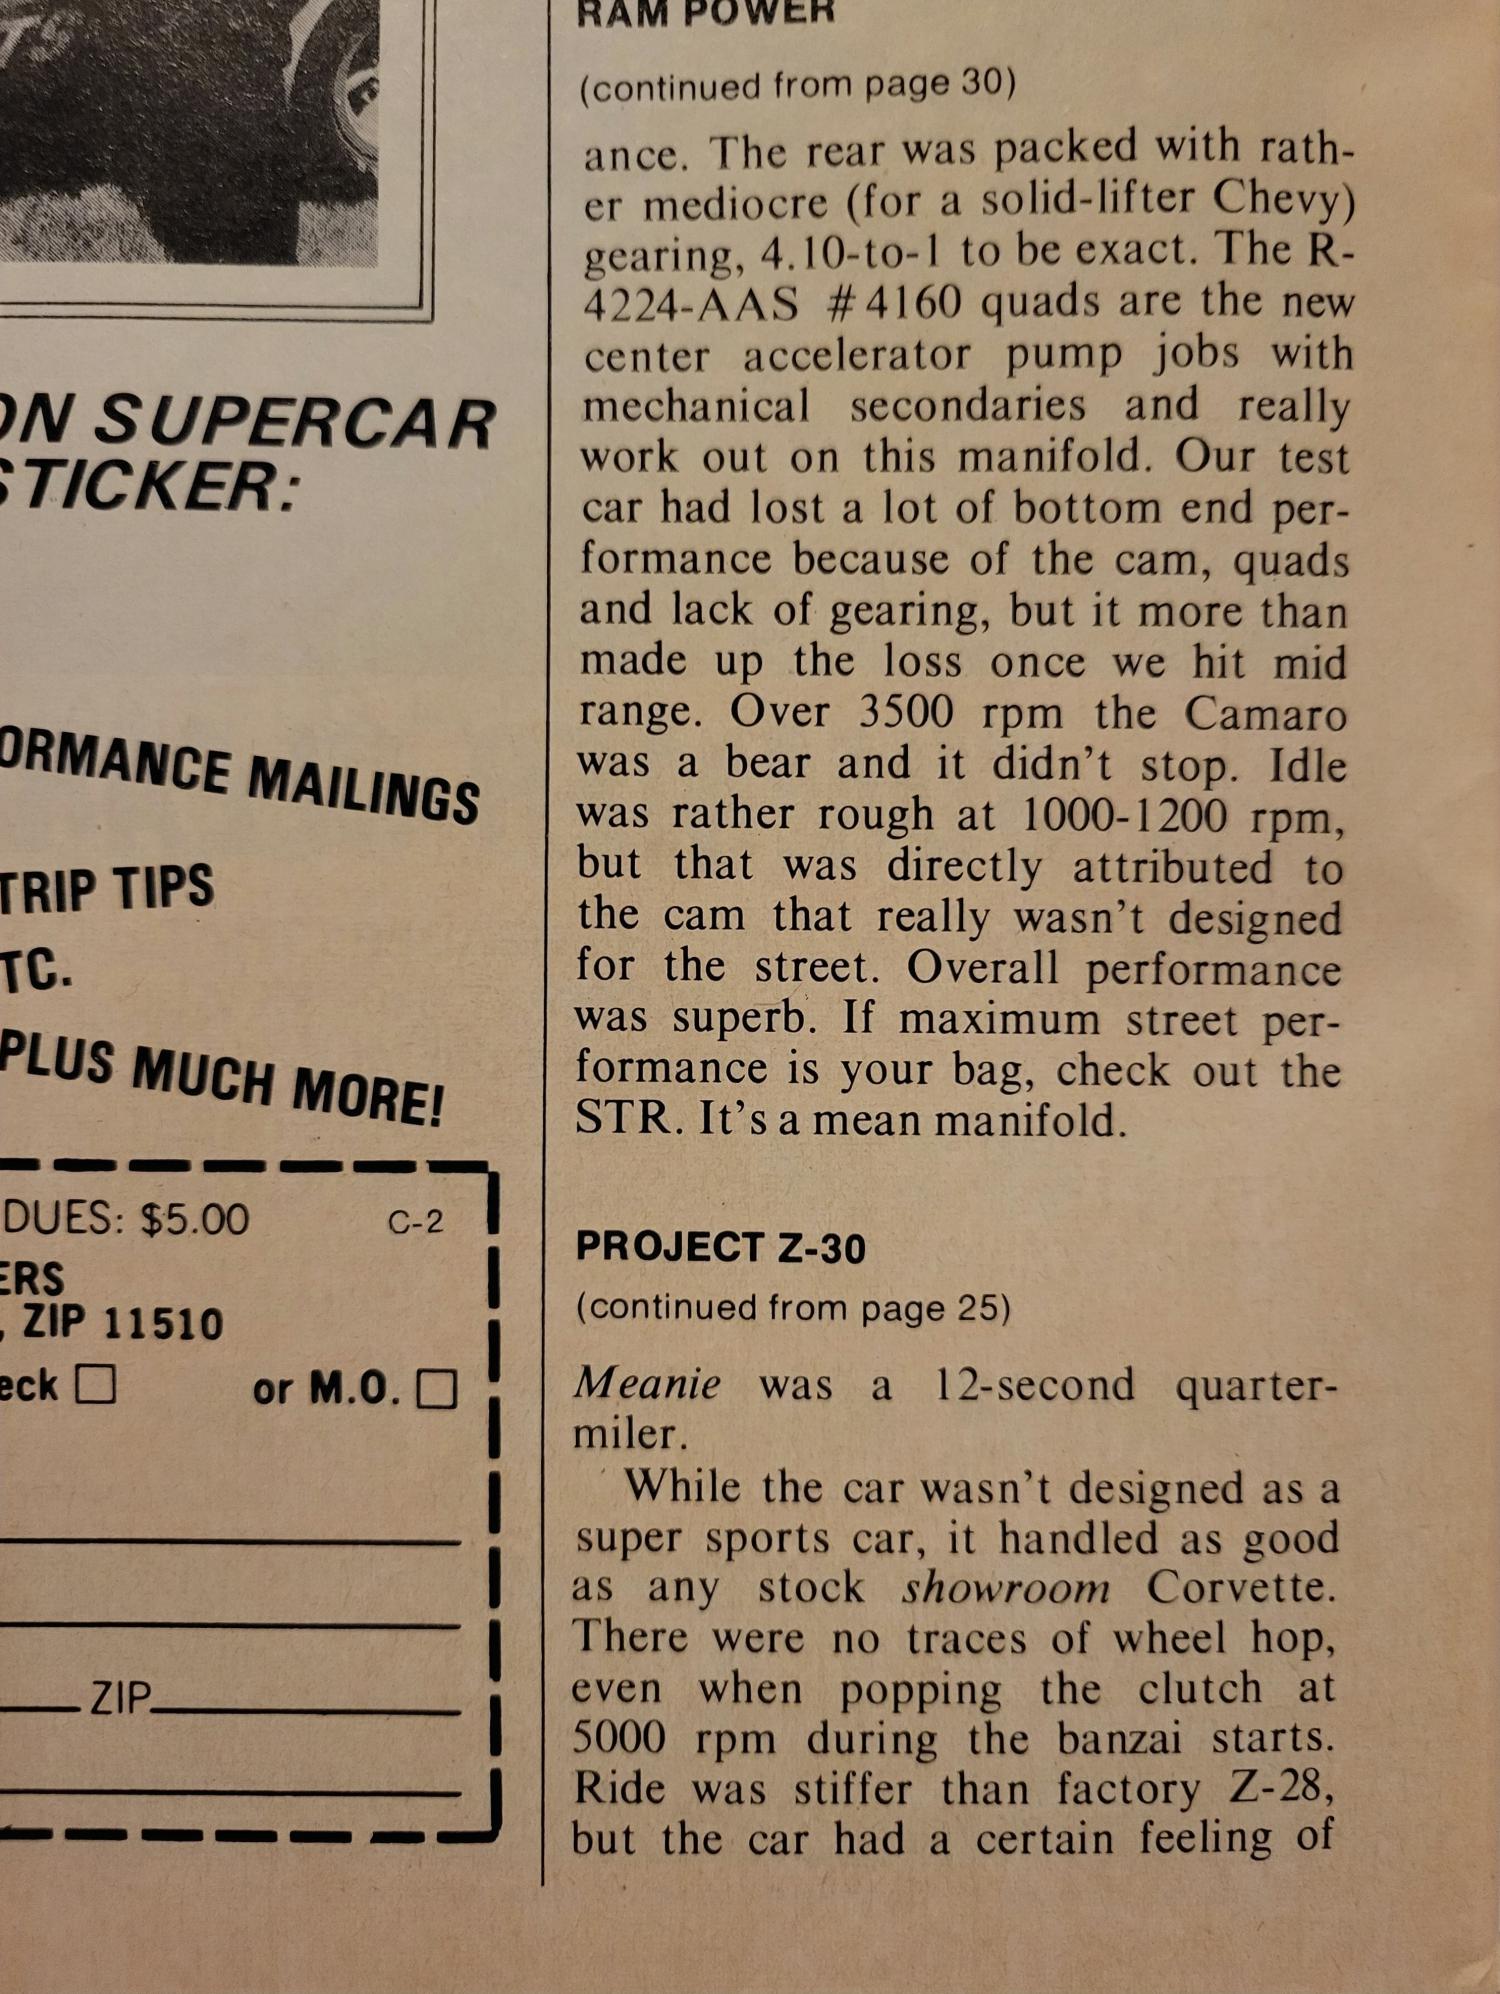 ON SUPERCAR
STICKER:
ORMANCE MAILINGS
TRIP TIPS
TC.
PLUS MUCH MORE!
DUES: $5.00 C-2
ERS
, ZIP 11510
eck or M.O.
ZIP
RAM POWER
(continued from page 30)
ance. The rear was packed with rath-
er mediocre (for a solid-lifter Chevy)
gearing, 4.10-to-1 to be exact. The R-
4224-AAS #4160 quads are the new
center accelerator pump jobs with
mechanical secondaries and really
work out on this manifold. Our test
car had lost a lot of bottom end per-
formance because of the cam, quads
and lack of gearing, but it more than
made up the loss once we hit mid
range. Over 3500 rpm the Camaro
was a bear and it didn't stop. Idle
was rather rough at 1000-1200 rpm,
but that was directly attributed to
the cam that really wasn't designed
for the street. Overall performance
was superb. If maximum street per-
formance is your bag, check out the
STR. It's a mean manifold.
PROJECT Z-30
(continued from page 25)
Meanie was a 12-second quarter-
miler.
While the car wasn't designed as a
super sports car, it handled as good
as any stock showroom Corvette.
There were no traces of wheel hop,
even when popping the clutch at
5000 rpm during the banzai starts.
Ride was stiffer than factory Z-28,
but the car had a certain feeling of